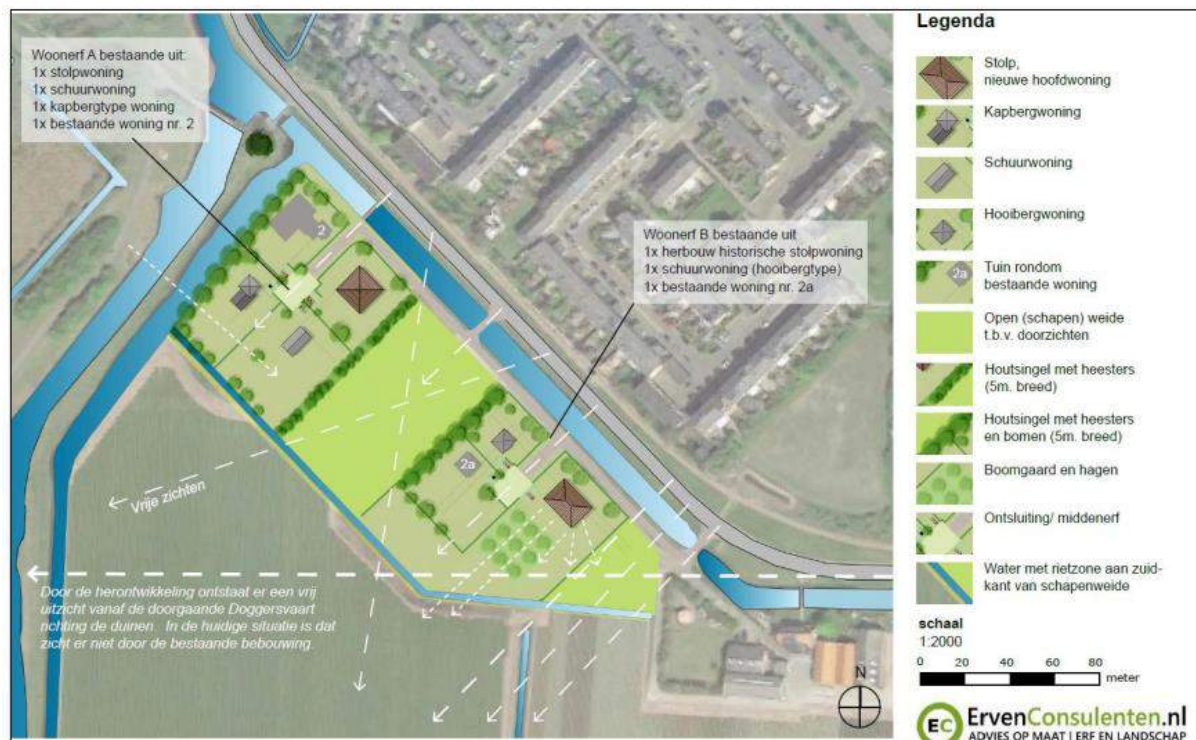 Woonerf A bestaande uit:
1x stolpwoning
1x schuurwoning
1x kapbergtype woning
1x bestaande woning nr. 2
2
Woonerf B bestaande uit
1x herbouw historische stolpwoning
1x schuurwoning (hooibergtype)
1x bestaande woning nr. 2a
2a
Vrije zichten
Door de herontwikkeling ontstaat er een vrij
uitzicht vanaf de doorgaande Doggersvaart
richting de duinen. In de huidige situatie is dat
zicht er niet door de bestaande bebouwing.
N
Legenda
Stolp,
nieuwe hoofdwoning
Kapbergwoning
Schuurwoning
Hooibergwoning
2a
Tuin rondom
bestaande woning
Open (schapen) weide
t.b.v. doorzichten
Houtsingel met heesters
(5m. breed)
Houtsingel met heesters
en bomen (5m. breed)
Boomgaard en hagen
Ontsluiting/ middenerf
Water met rietzone aan zuid-
kant van schapenweide
schaal
1:2000
0 20 40 60 80
meter
EC ErvenConsulenten.nl
ADVIES OP MAAT | ERF EN LANDSCHAP